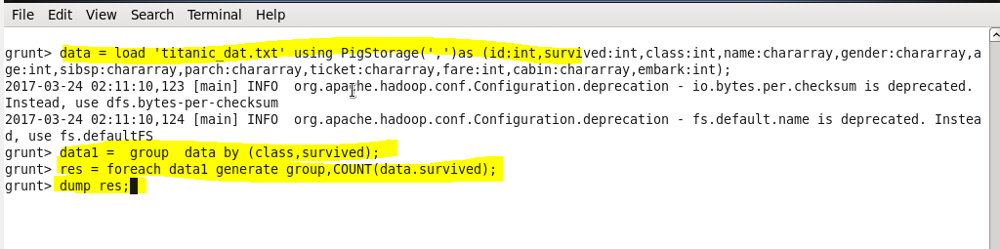 File Edit View Search Terminal Help
grunt> data = load 'titanic_dat.txt' using PigStorage(',')as (id:int,survived:int,class:int,name:chararray,gender:chararray,a
ge:int,sibsp:chararray,parch:chararray,ticket:chararray,fare:int,cabin:chararray,embark:int);
2017-03-24 02:11:10,123 [main] INFO  org.apache.hadoop.conf.Configuration.deprecation - io.bytes.per.checksum is deprecated.
Instead, use dfs.bytes-per-checksum
2017-03-24 02:11:10,124 [main] INFO  org.apache.hadoop.conf.Configuration.deprecation - fs.default.name is deprecated. Instea
d, use fs.defaultFS
grunt> data1 =  group  data by (class,survived);
grunt> res = foreach data1 generate group,COUNT(data.survived);
grunt> dump res;